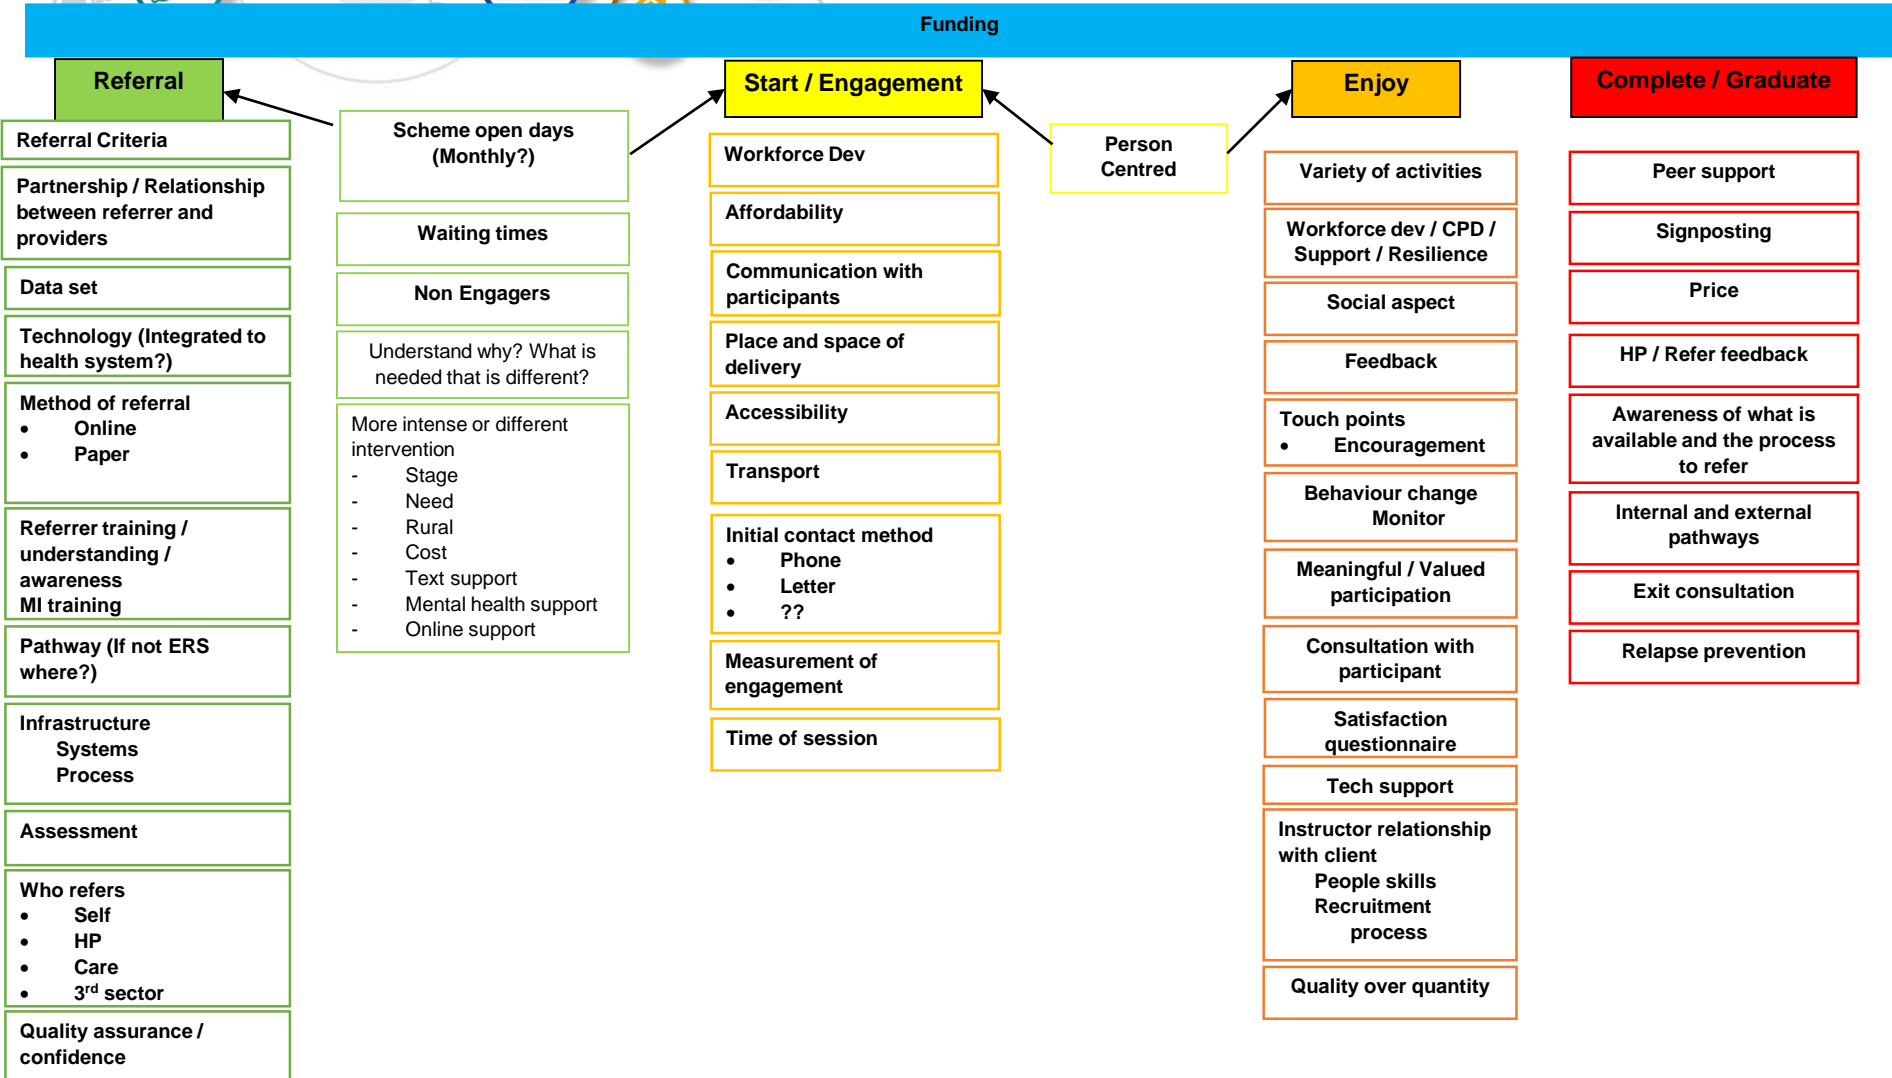 Funding
Referral
Referral Criteria
Partnership / Relationship
between referrer and
providers
Data set
Technology (Integrated to
health system?)
Method of referral
• Online
• Paper
Referrer training /
understanding /
awareness
MI training
Pathway (If not ERS
where?)
Infrastructure
Systems
Process
Assessment
Who refers
• Self
• HP
• Care
• 3rd sector
Quality assurance /
confidence
Scheme open days
(Monthly?)
Waiting times
Non Engagers
Understand why? What is
needed that is different?
More intense or different
intervention
- Stage
- Need
- Rural
- Cost
- Text support
- Mental health support
- Online support
Start / Engagement
Workforce Dev
Affordability
Communication with
participants
Place and space of
delivery
Accessibility
Transport
Initial contact method
• Phone
• Letter
• ??
Measurement of
engagement
Time of session
Person
Centred
Enjoy
Variety of activities
Workforce dev / CPD /
Support / Resilience
Social aspect
Feedback
Touch points
• Encouragement
Behaviour change
Monitor
Meaningful / Valued
participation
Consultation with
participant
Satisfaction
questionnaire
Tech support
Instructor relationship
with client
People skills
Recruitment
process
Quality over quantity
Complete / Graduate
Peer support
Signposting
Price
HP / Refer feedback
Awareness of what is
available and the process
to refer
Internal and external
pathways
Exit consultation
Relapse prevention